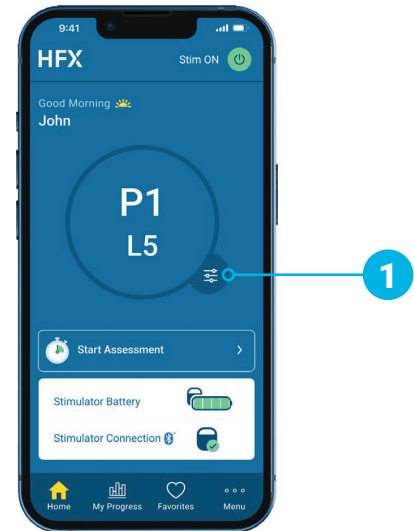 9:41
HFX
Stim ON
Good Morning
John
P1
L5
1
Start Assessment
Stimulator Battery
Stimulator Connection
Home My Progress Favorites Menu